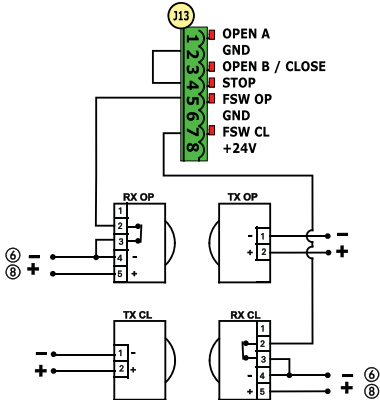 J13
1 OPEN A
2 GND
3 OPEN B / CLOSE
4 STOP
5 FSW OP
6 GND
7 FSW CL
8 +24V
RX OP
1
2
3
4 -
5 +
⑥ -
⑧ +
TX OP
- 1 -
+ 2 +
TX CL
- 1 -
+ 2 +
RX CL
1
2
3
- 4 - ⑥
+ 5 + ⑧